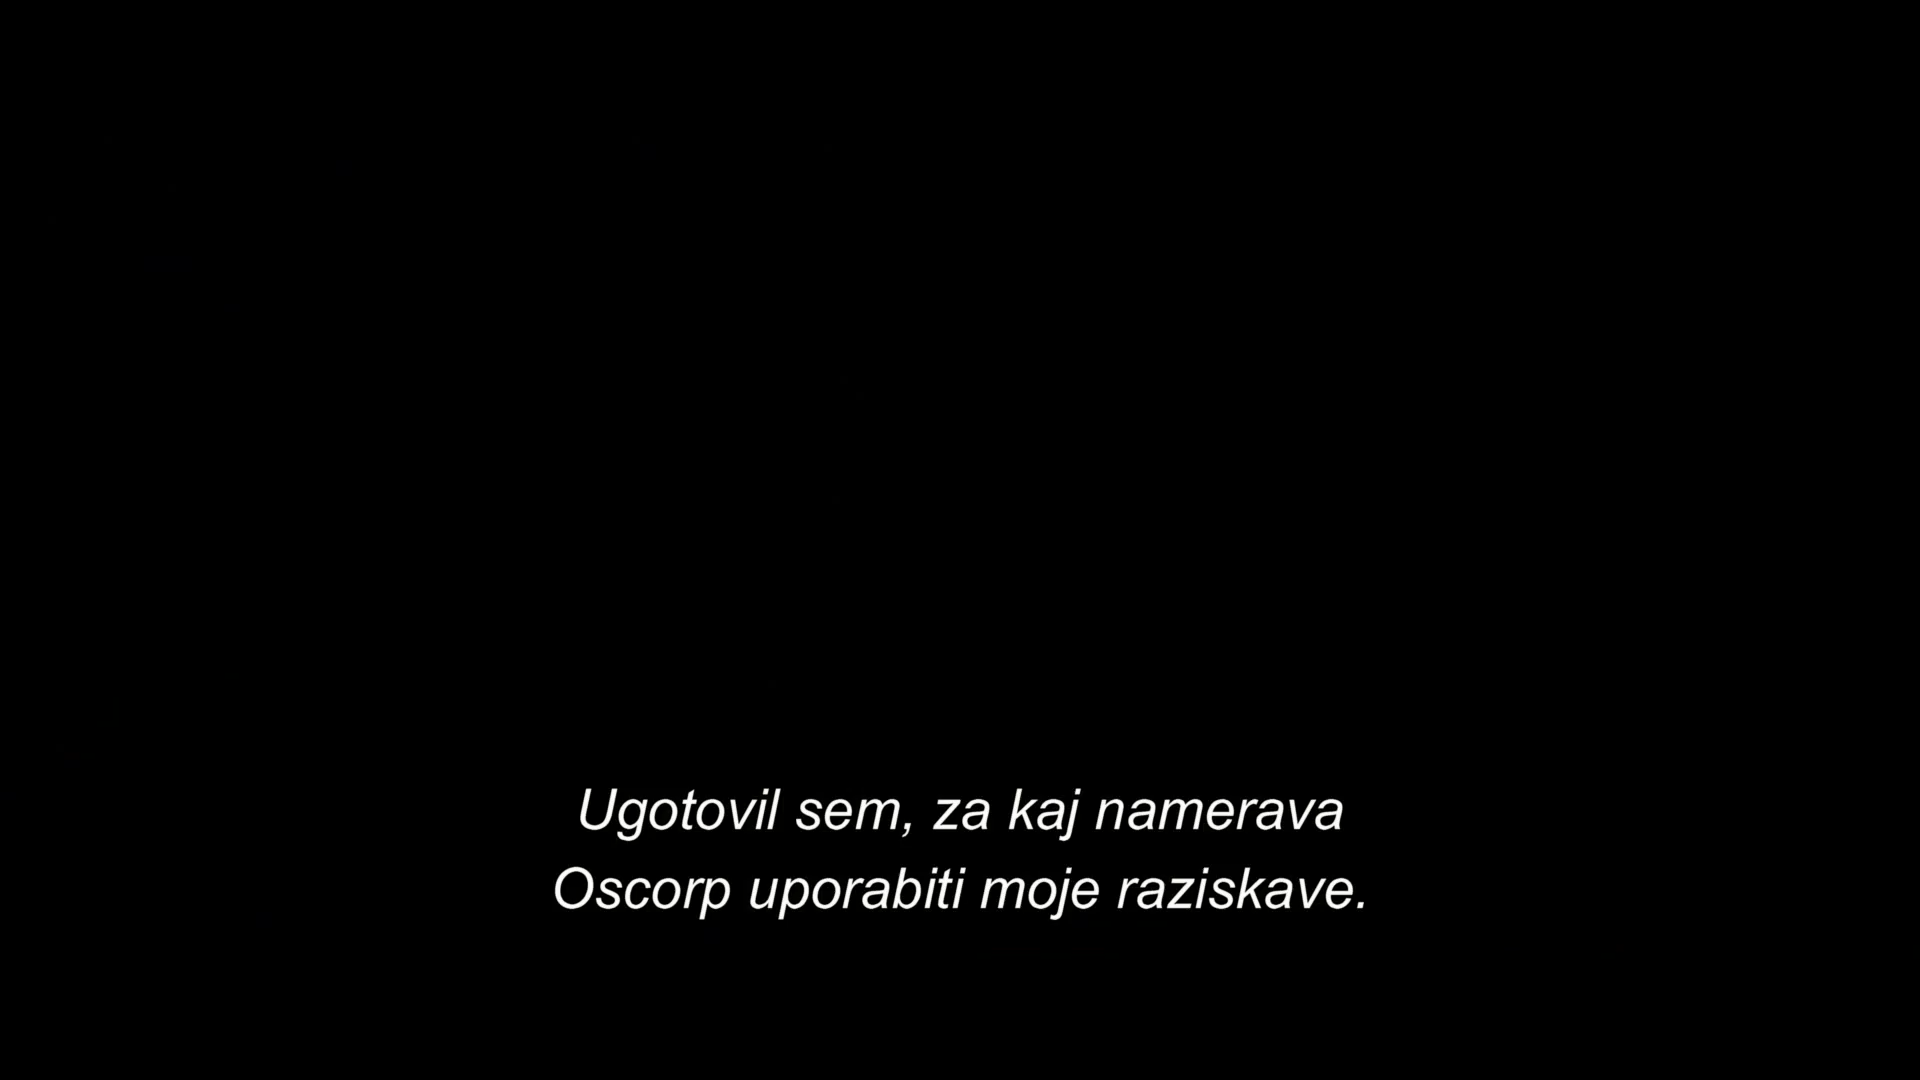 Ugotovil sem, za kaj namerava
Oscorp uporabiti moje raziskave.